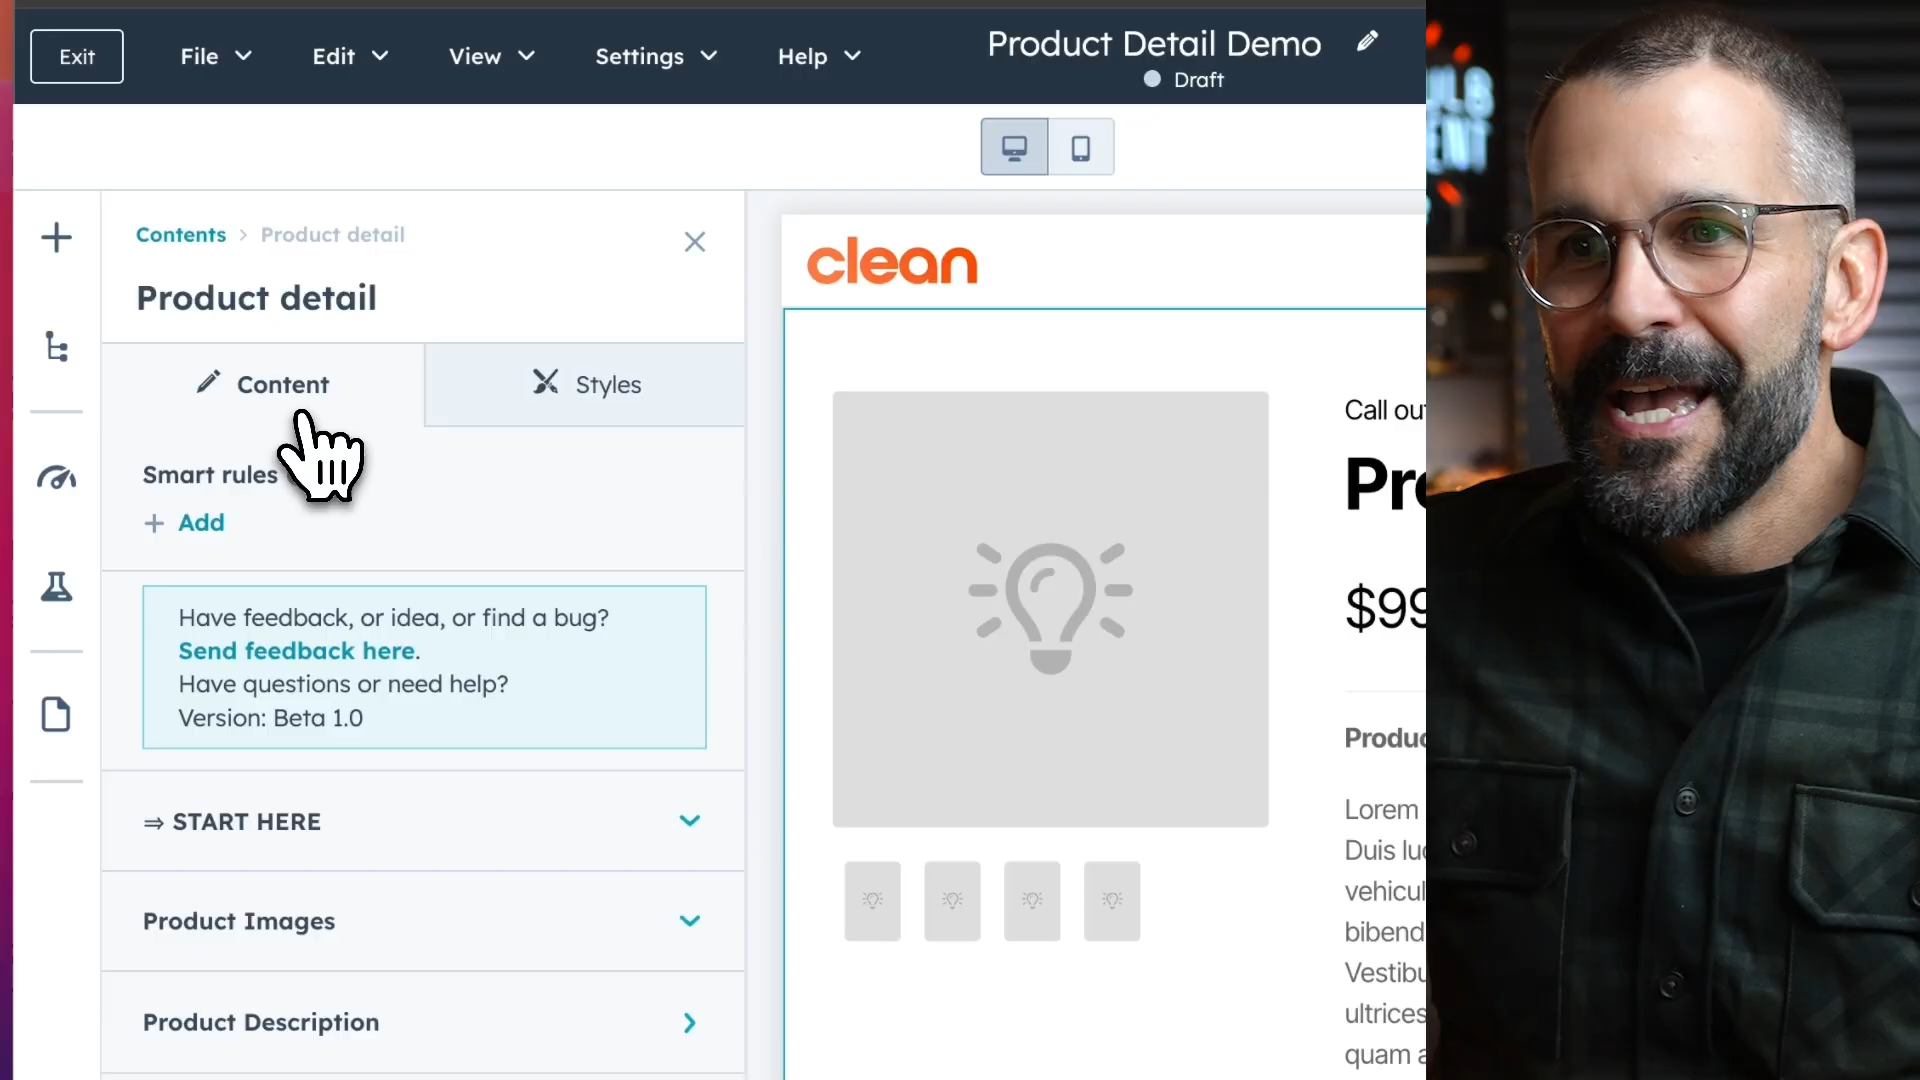 Exit
File
Edit
View
Settings
Help
Product Detail Demo
Draft
Contents > Product detail
Product detail
Content
Styles
Smart rules
+ Add
Have feedback, or idea, or find a bug?
Send feedback here.
Have questions or need help?
Version: Beta 1.0
⇒ START HERE
Product Images
Product Description
clean
Call ou
Pr
$99
Produc
Lorem
Duis lu
vehicul
bibend
Vestibu
ultrices
quam a